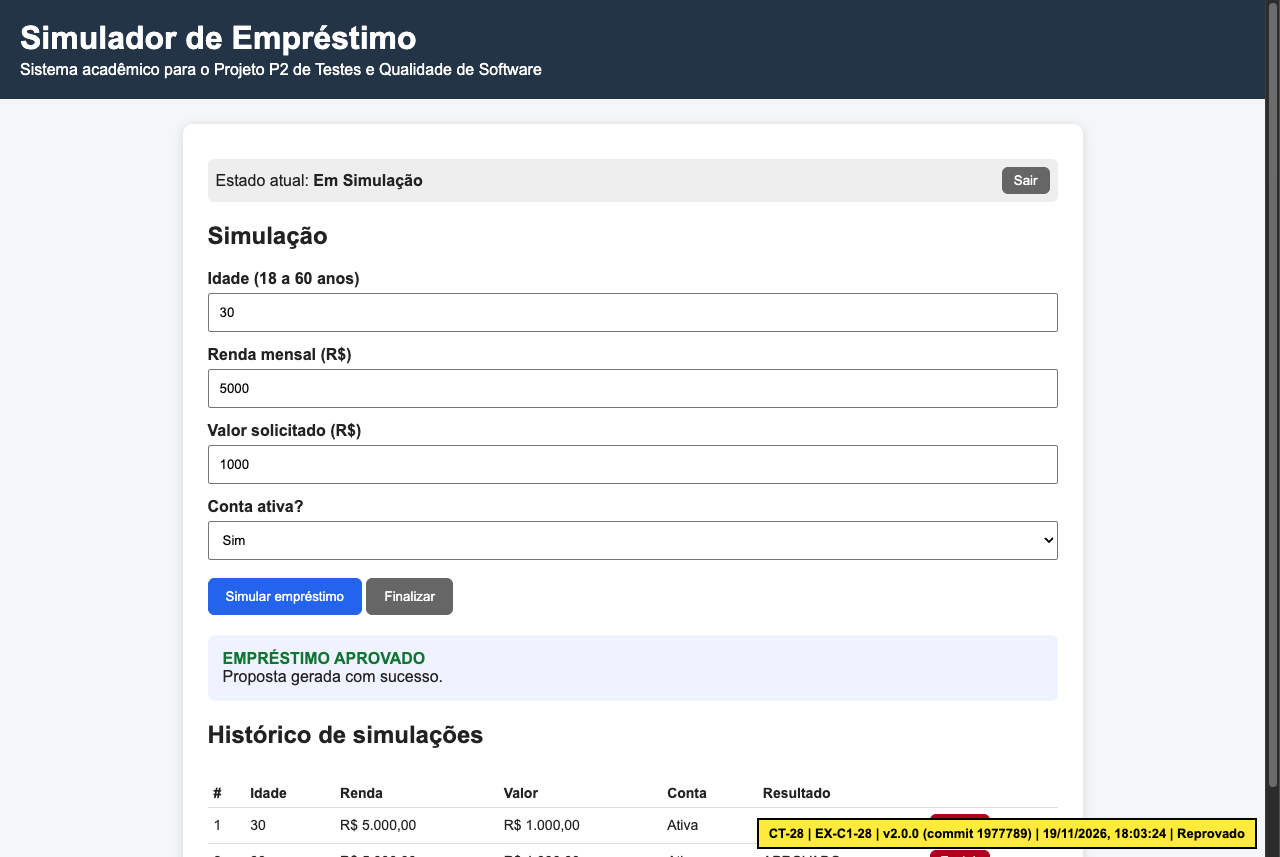 Simulador de Empréstimo
Sistema acadêmico para o Projeto P2 de Testes e Qualidade de Software
Estado atual: Em Simulação
Sair
Simulação
Idade (18 a 60 anos)
30
Renda mensal (R$)
5000
Valor solicitado (R$)
1000
Conta ativa?
Sim
Simular empréstimo Finalizar
EMPRÉSTIMO APROVADO
Proposta gerada com sucesso.
Histórico de simulações
# Idade Renda Valor Conta Resultado
1 30 R$ 5.000,00 R$ 1.000,00 Ativa
CT-28 | EX-C1-28 | v2.0.0 (commit 1977789) | 19/11/2026, 18:03:24 | Reprovado